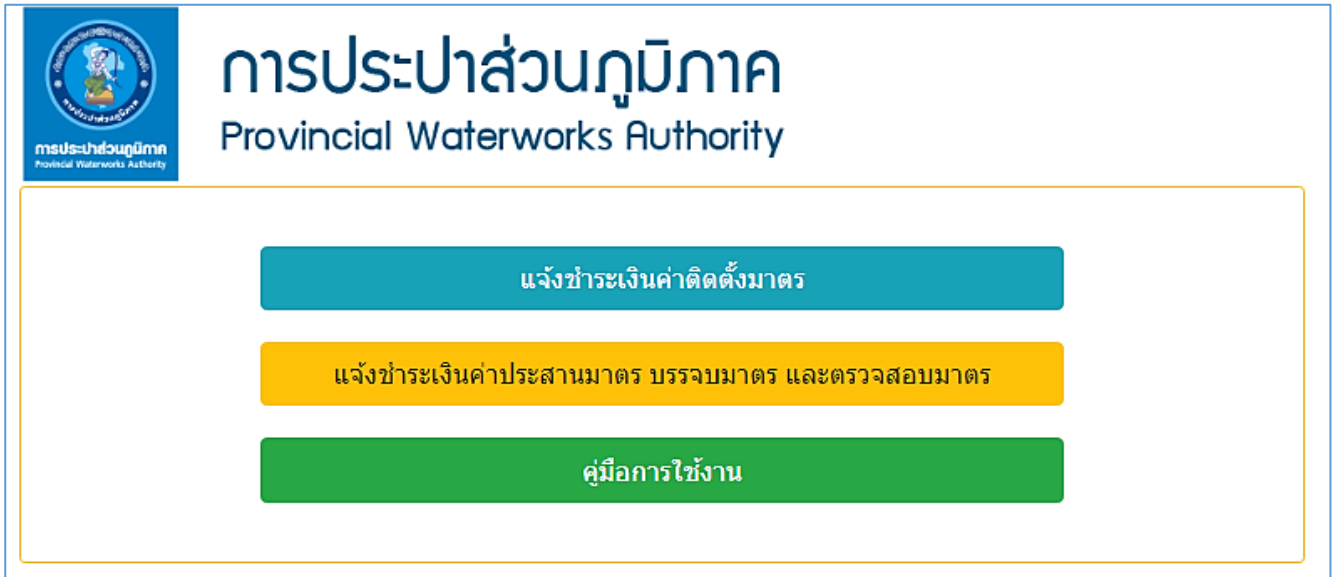 การประปาส่วนภูมิภาค
Provincial Waterworks Authority
การประปาส่วนภูมิภาค
Provincial Waterworks Authority
แจ้งชำระเงินค่าติดตั้งมาตร
แจ้งชำระเงินค่าประสานมาตร บรรจบมาตร และตรวจสอบมาตร
คู่มือการใช้งาน